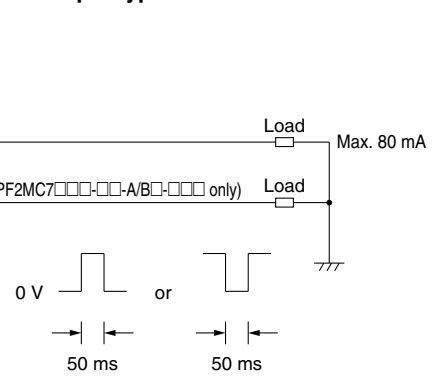 Load
Max. 80 mA
PF2MC7□□□-□□-A/B□-□□□ only) Load
0 V or
50 ms 50 ms